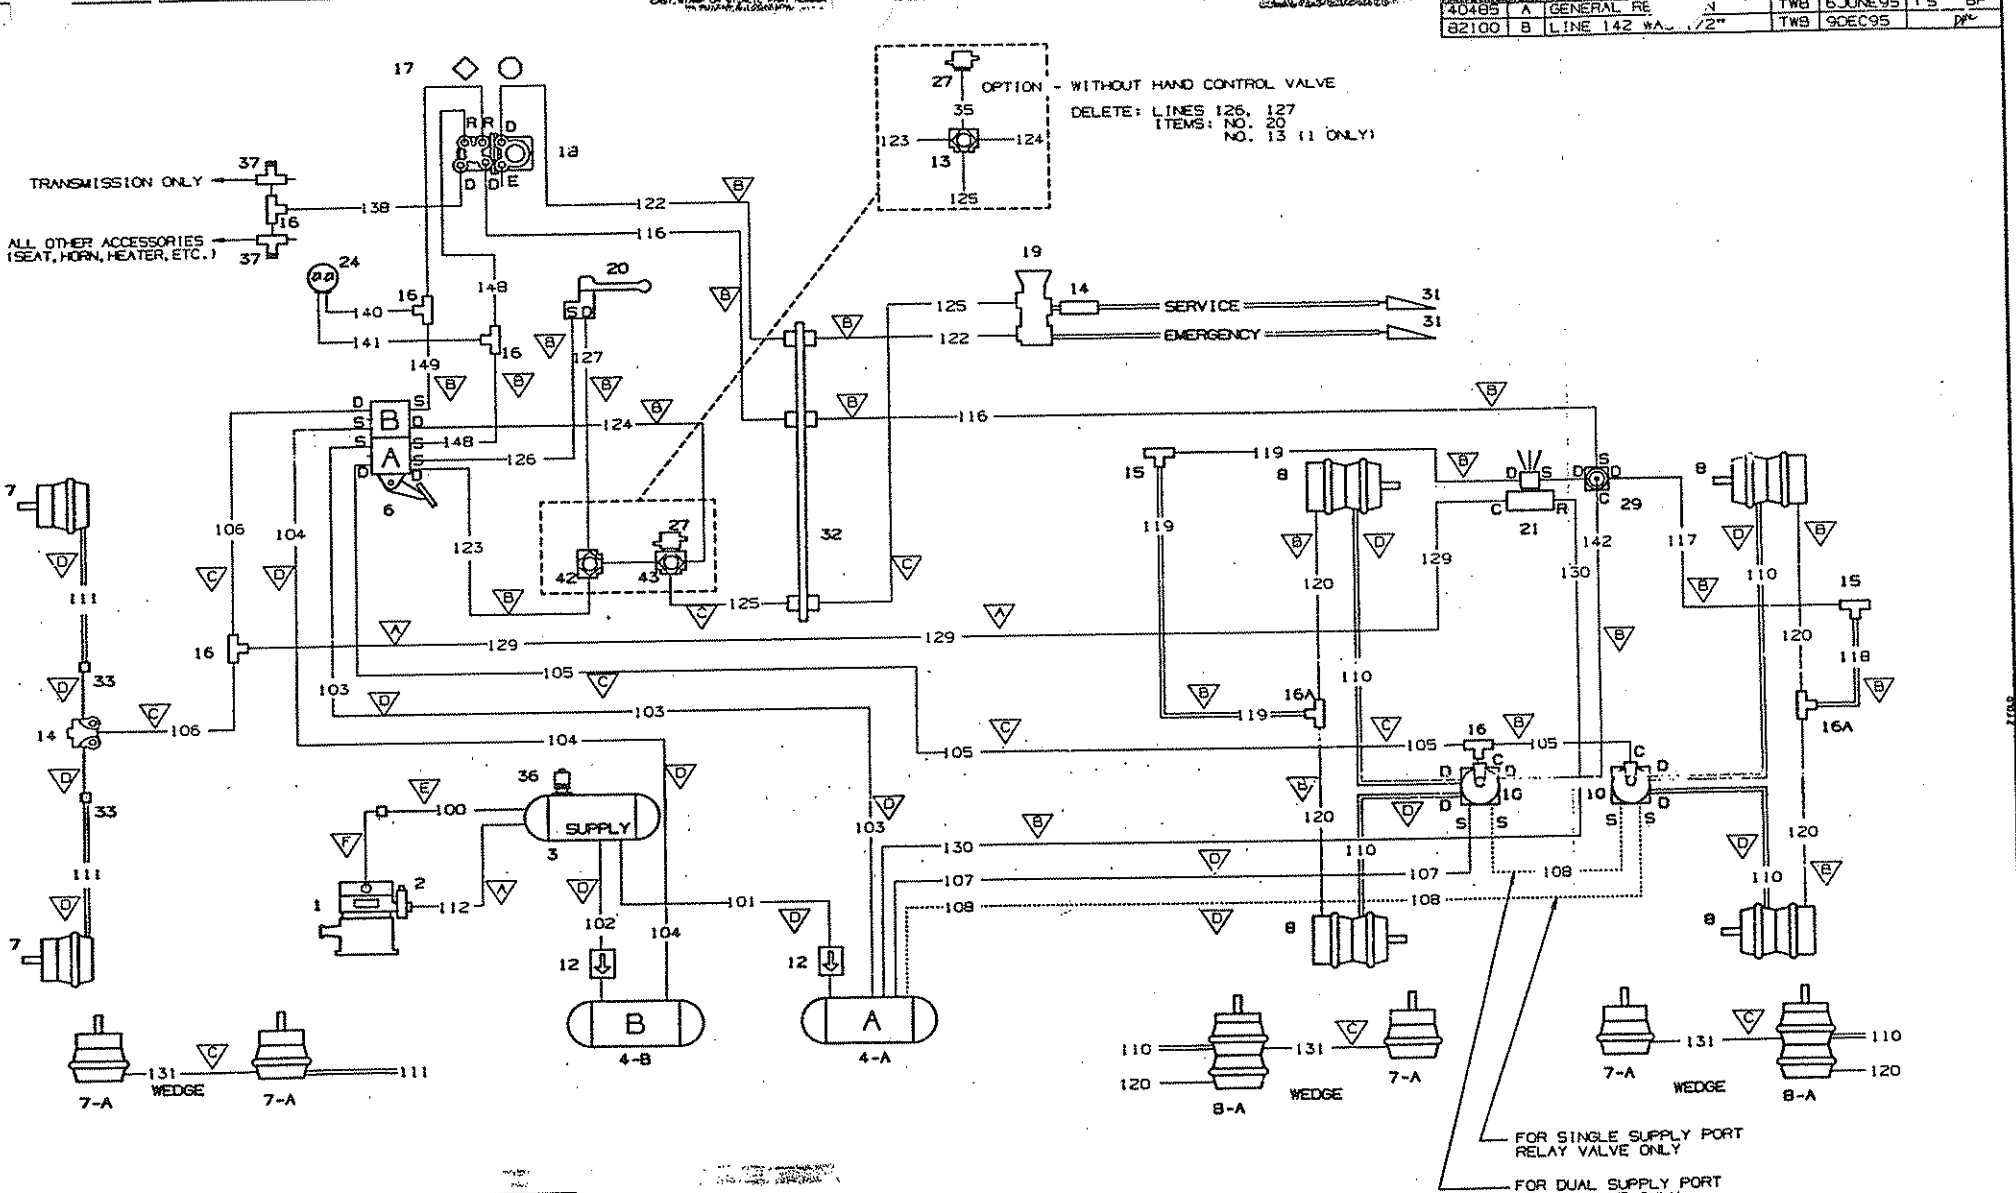 40485 A GENERAL TWB 6JUNE95
82100 B LINE 142 /2" TWB 9DEC95
17
27
OPTION - WITHOUT HAND CONTROL VALVE
35
DELETE: LINES 126, 127
ITEMS: NO. 20
NO. 13 (1 ONLY)
123
124
13
125
R R D
18
D D E
37
TRANSMISSION ONLY
138
16
ALL OTHER ACCESSORIES
(SEAT, HORN, HEATER, ETC.)
37
122
B
116
24
16
148
20
B
19
140
141
16
S D
B
127
125
14
SERVICE
31
122
EMERGENCY
31
B
149
B
B
B
D
B
S
S
D
124
B
B
116
B
S
148
S
S
A
126
S
D
D
6
7
106
104
123
42
27
43
32
B
125
C
C
15
119
B
8
D S
C R
21
D S D
C
29
8
119
B
D
120
129
130
142
117
D
B
110
B
15
C
D
D
111
16
A
129
129
A
B
120
118
B
D
33
103
105
C
D
103
110
16A
B
119
16A
14
106
C
104
105
C
C
105
16
B
105
D
33
36
E
100
D
D
103
B
120
D
C
D
10
D
S S
C
D
10
D
S S
SUPPLY
3
F
D
B
130
D
107
107
108
D
110
120
B
110
111
D
1
2
112
A
102
104
101
D
108
D
108
7
12
12
8
8
B
4-B
A
4-A
131
C
111
WEDGE
7-A
7-A
110
120
131
C
8-A
WEDGE
7-A
131
C
110
120
7-A
WEDGE
8-A
FOR SINGLE SUPPLY PORT
RELAY VALVE ONLY
FOR DUAL SUPPLY PORT